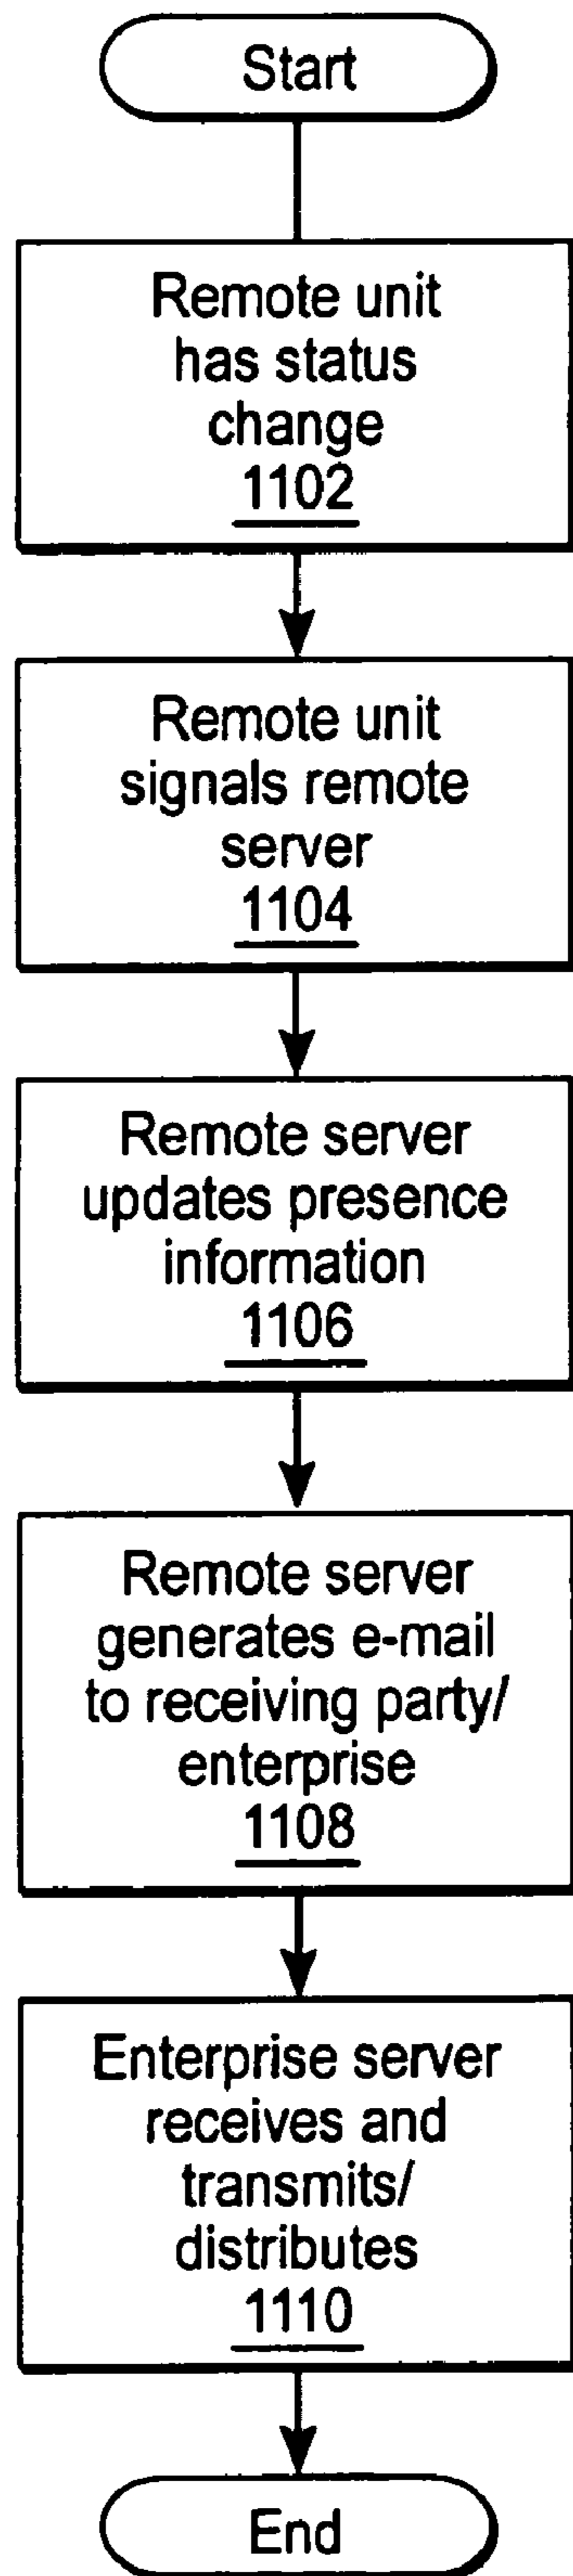 Start
Remote unit
has status
change
1102
Remote unit
signals remote
server
1104
Remote server
updates presence
information
1106
Remote server
generates e-mail
to receiving party/
enterprise
1108
Enterprise server
receives and
transmits/
distributes
1110
End